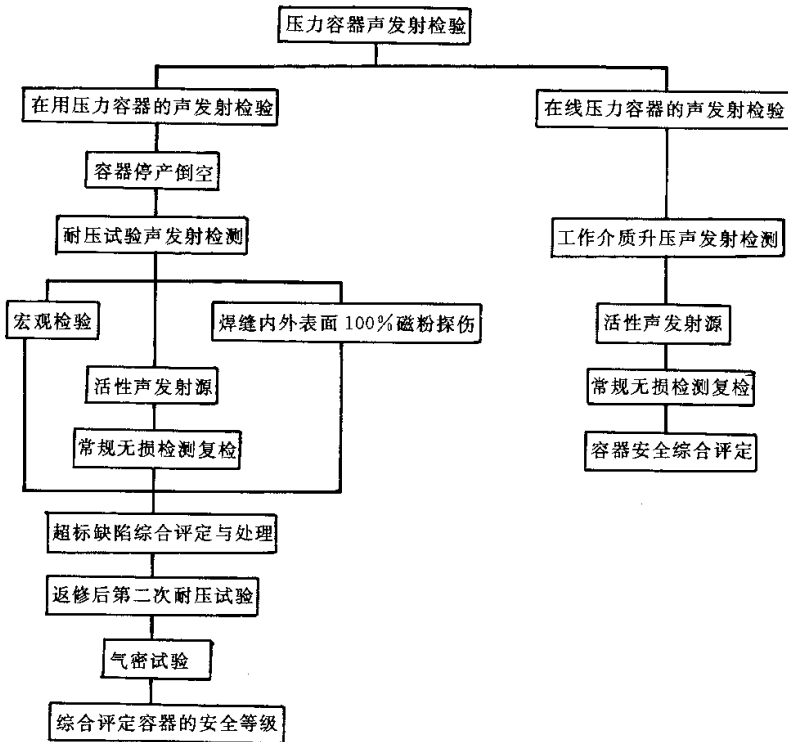 压力容器声发射检验
在用压力容器的声发射检验
在线压力容器的声发射检验
容器停产倒空
耐压试验声发射检测
工作介质升压声发射检测
宏观检验
焊缝内外表面100%磁粉探伤
活性声发射源
活性声发射源
常规无损检测复检
常规无损检测复检
容器安全综合评定
超标缺陷综合评定与处理
返修后第二次耐压试验
气密试验
综合评定容器的安全等级